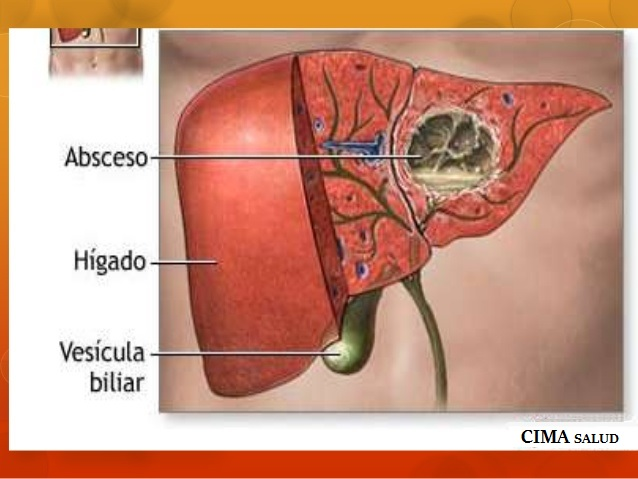 Absceso
Hígado
Vesícula
biliar
CIMA SALUD